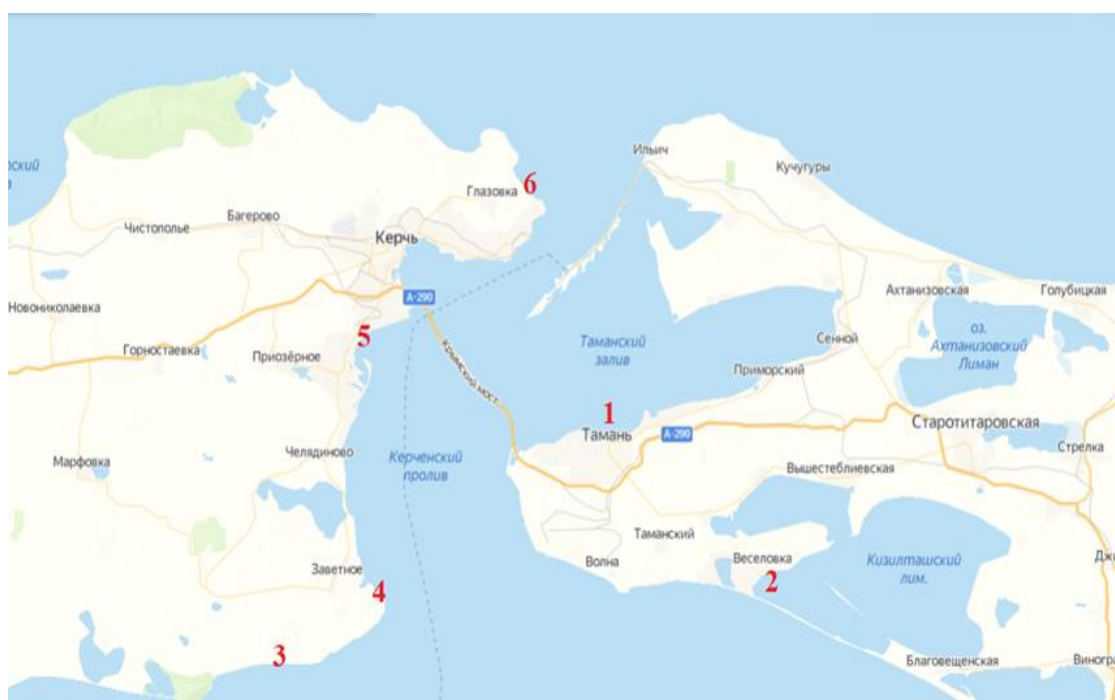 6
Ильич
Глазовка
Кучугуры
Багерово
Чистополье
Керчь
Ахтанизовская
Голубицкая
А-290
Новониколаевка
5
Горностаевка
Приозёрное
Крымский мост
Таманский
залив
Сенной
оз.
Ахтанизовский
Лиман
Приморский
1
Тамань
А-290
Старотитаровская
Стрелка
Челядиново
Марфовка
Керченский
пролив
Вышестеблиевская
Таманский
Волна
Веселовка
2
Кизилташский
лим.
Заветное
4
3
Благовещенская